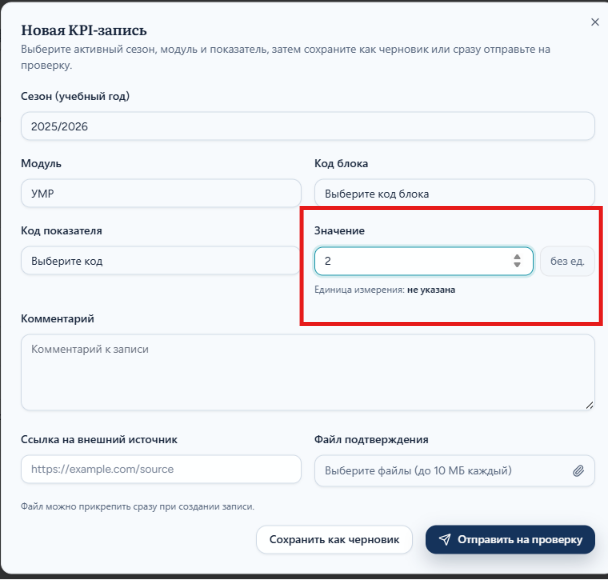 Новая KPI-запись
Выберите активный сезон, модуль и показатель, затем сохраните как черновик или сразу отправьте на
проверку.
Сезон (учебный год)
2025/2026
Модуль
Код блока
УМР
Выберите код блока
Код показателя
Значение
Выберите код
2
без ед.
Единица измерения: не указана
Комментарий
Комментарий к записи
Ссылка на внешний источник
Файл подтверждения
https://example.com/source
Выберите файлы (до 10 МБ каждый)
Файл можно прикрепить сразу при создании записи.
Сохранить как черновик
Отправить на проверку